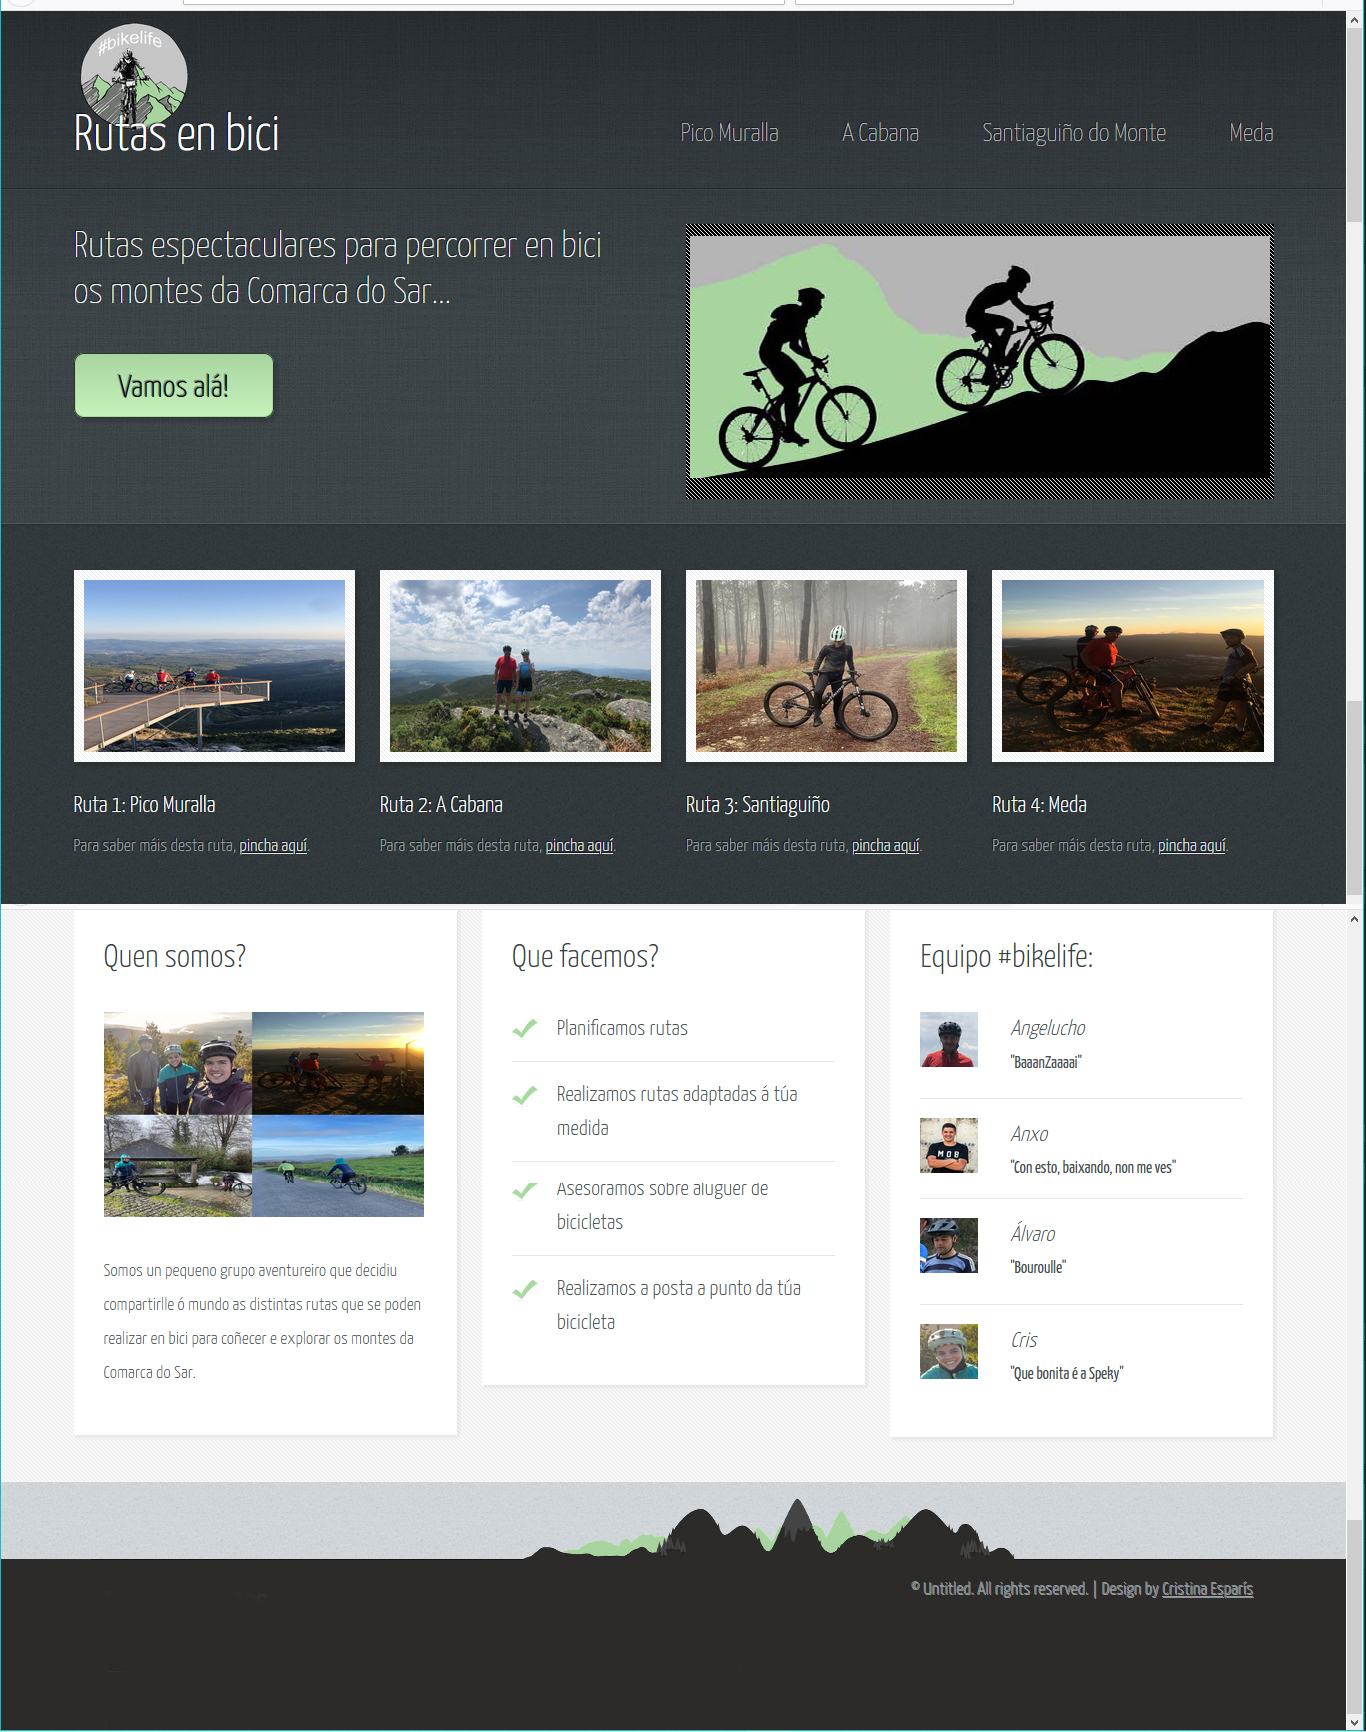 #bikelife
Rutas en bici
Pico Muralla
A Cabana
Santiaguiño do Monte
Meda
Rutas espectaculares para percorrer en bici
os montes da Comarca do Sar...
Vamos alá!
Ruta 1: Pico Muralla
Para saber máis desta ruta, pincha aquí.
Ruta 2: A Cabana
Para saber máis desta ruta, pincha aquí.
Ruta 3: Santiaguiño
Para saber máis desta ruta, pincha aquí.
Ruta 4: Meda
Para saber máis desta ruta, pincha aquí.
Quen somos?
Somos un pequeno grupo aventureiro que decidiu
compartirlle ó mundo as distintas rutas que se poden
realizar en bici para coñecer e explorar os montes da
Comarca do Sar.
Que facemos?
Planificamos rutas
Realizamos rutas adaptadas á túa
medida
Asesoramos sobre aluguer de
bicicletas
Realizamos a posta a punto da túa
bicicleta
Equipo #bikelife:
Angelucho
"BaaanZaaaai"
Anxo
"Con esto, baixando, non me ves"
MOB
Álvaro
"Bouroulle"
Cris
"Que bonita é a Speky"
© Untitled. All rights reserved. | Design by Cristina Esparís